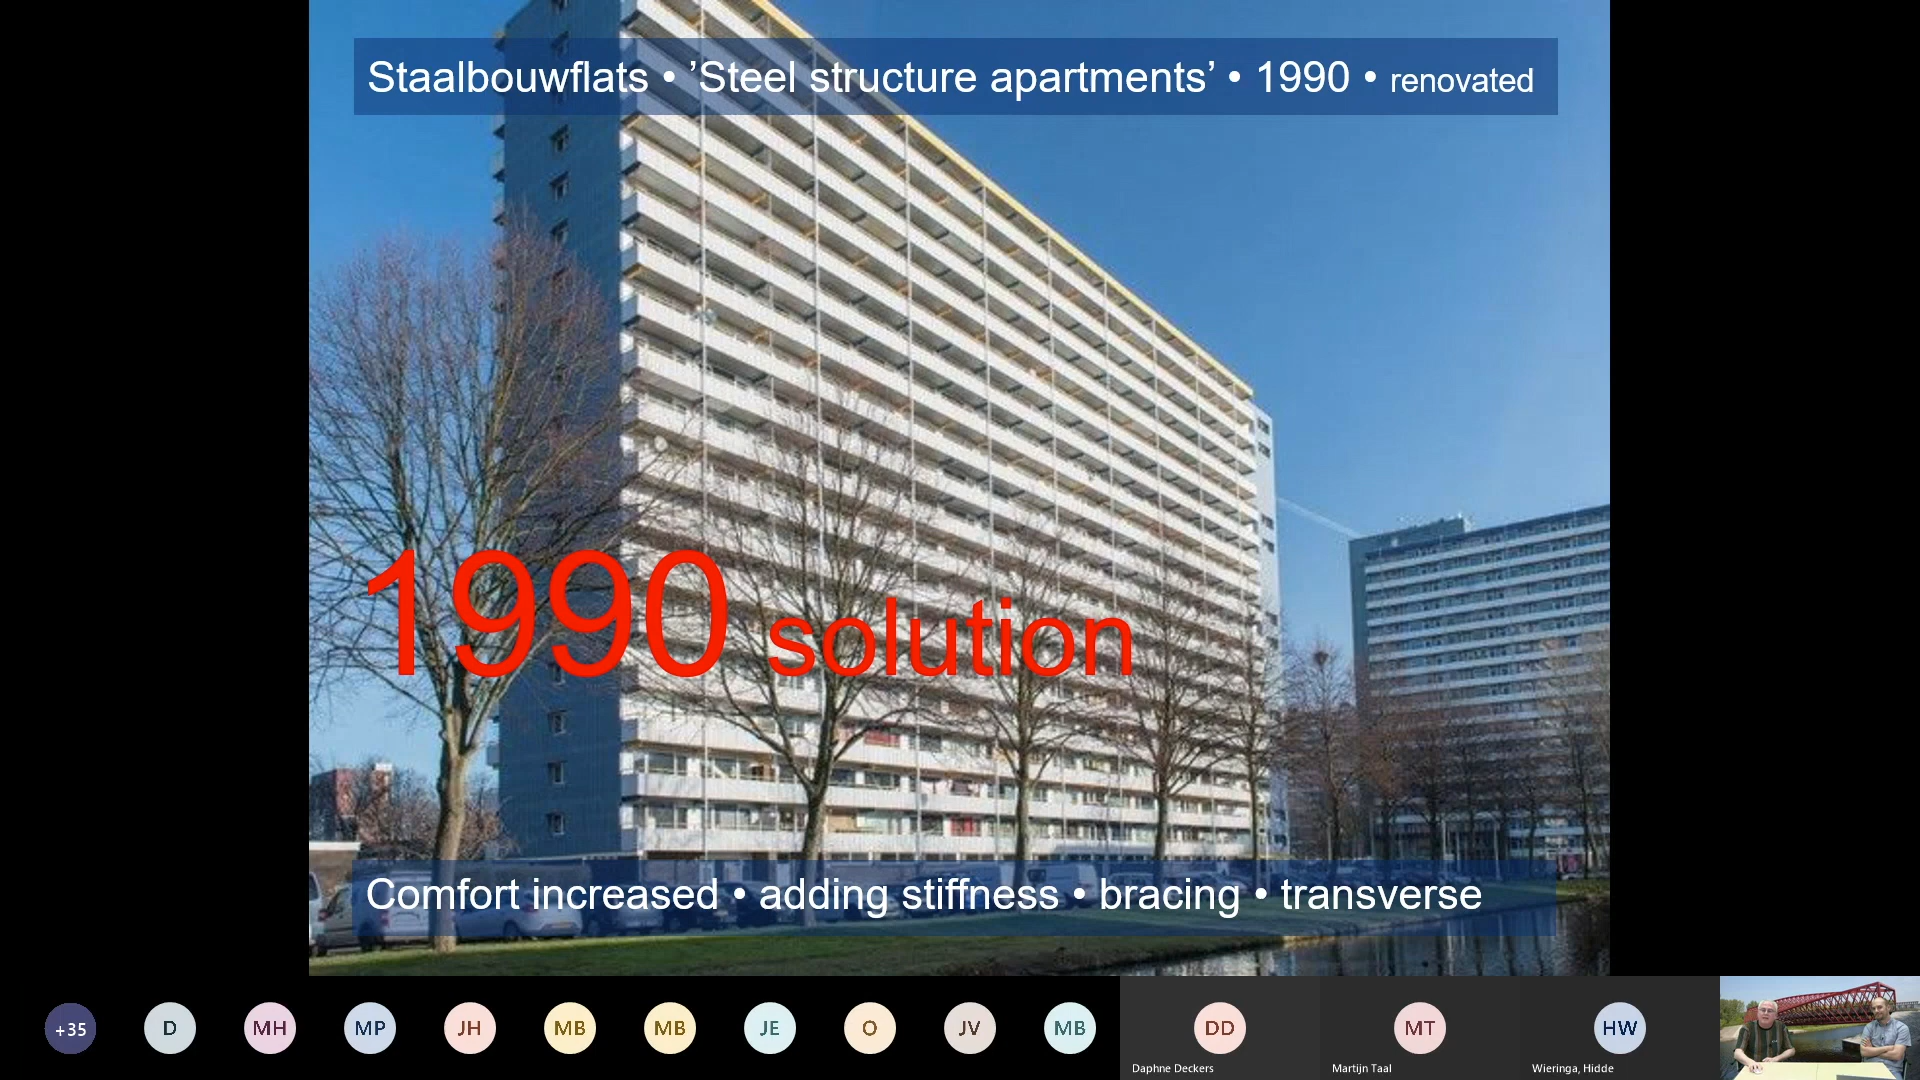 Staalbouwflats • ’Steel structure apartments’ • 1990 • renovated
1990 solution
Comfort increased • adding stiffness • bracing • transverse
+35
D
MH
MP
JH
MB
MB
JE
O
JV
MB
DD
MT
HW
Daphne Deckers
Martijn Taal
Wieringa, Hidde